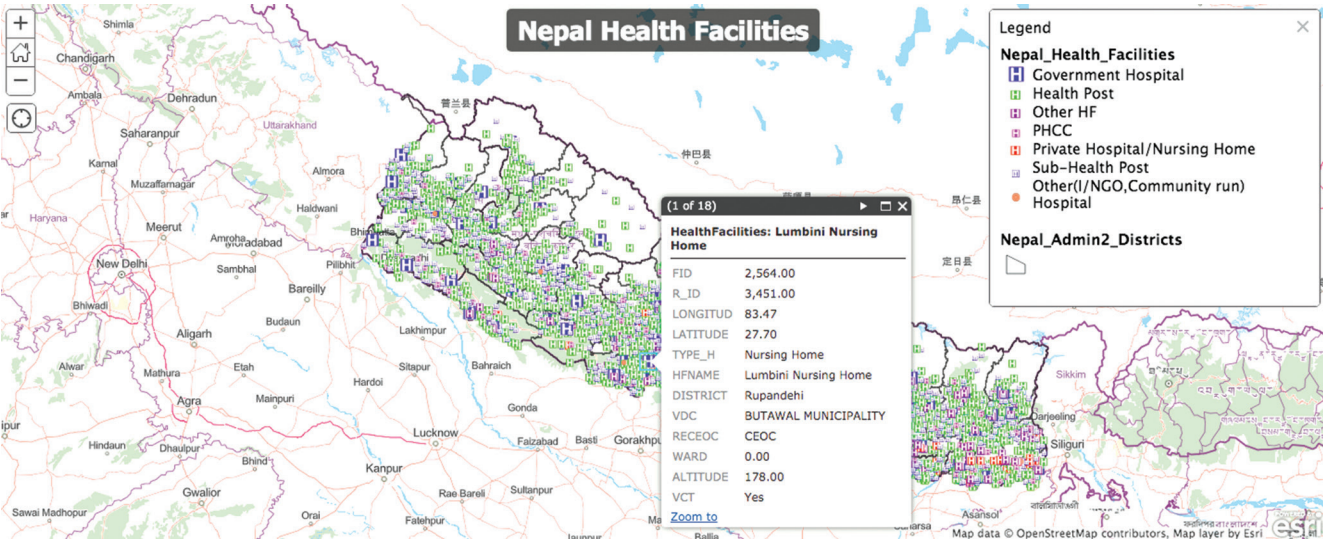 Nepal Health Facilities
Legend
Nepal_Health_Facilities
Government Hospital
Health Post
Other HF
PHCC
Private Hospital/Nursing Home
Sub-Health Post
Other(I/NGO,Community run)
Hospital
Nepal_Admin2_Districts
(1 of 18)
HealthFacilities: Lumbini Nursing
Home
FID 2,564.00
R_ID 3,451.00
LONGITUD 83.47
LATITUDE 27.70
TYPE_H Nursing Home
HFNAME Lumbini Nursing Home
DISTRICT Rupandehi
VDC BUTAWAL MUNICIPALITY
RECEOC CEOC
WARD 0.00
ALTITUDE 178.00
VCT Yes
Zoom to
Shimla
Chandigarh
Ambala
Dehradun
Saharanpur
Uttarakhand
Karnal
Muzaffarnagar
Almora
Haldwani
Haryana
Meerut
Amroha
Moradabad
New Delhi
Sambhal
Pilibhit
Bareilly
Bhiwadi
Budaun
Aligarh
Lakhimpur
Alwar
Mathura
Etah
Sitapur
Bahraich
Hardoi
Agra
Mainpuri
Gonda
Lucknow
Faizabad
Basti
Hindaun
Dhaulpur
Bhind
Kanpur
Gwalior
Rae Bareli
Sultanpur
Sawai Madhopur
Orai
Fatehpur
Ballia
普兰县
仲巴县
昂仁县
定日县
Sikkim
Darjeeling
Siliguri
Asansol
Map data © OpenStreetMap contributors, Map layer by Esri
esri